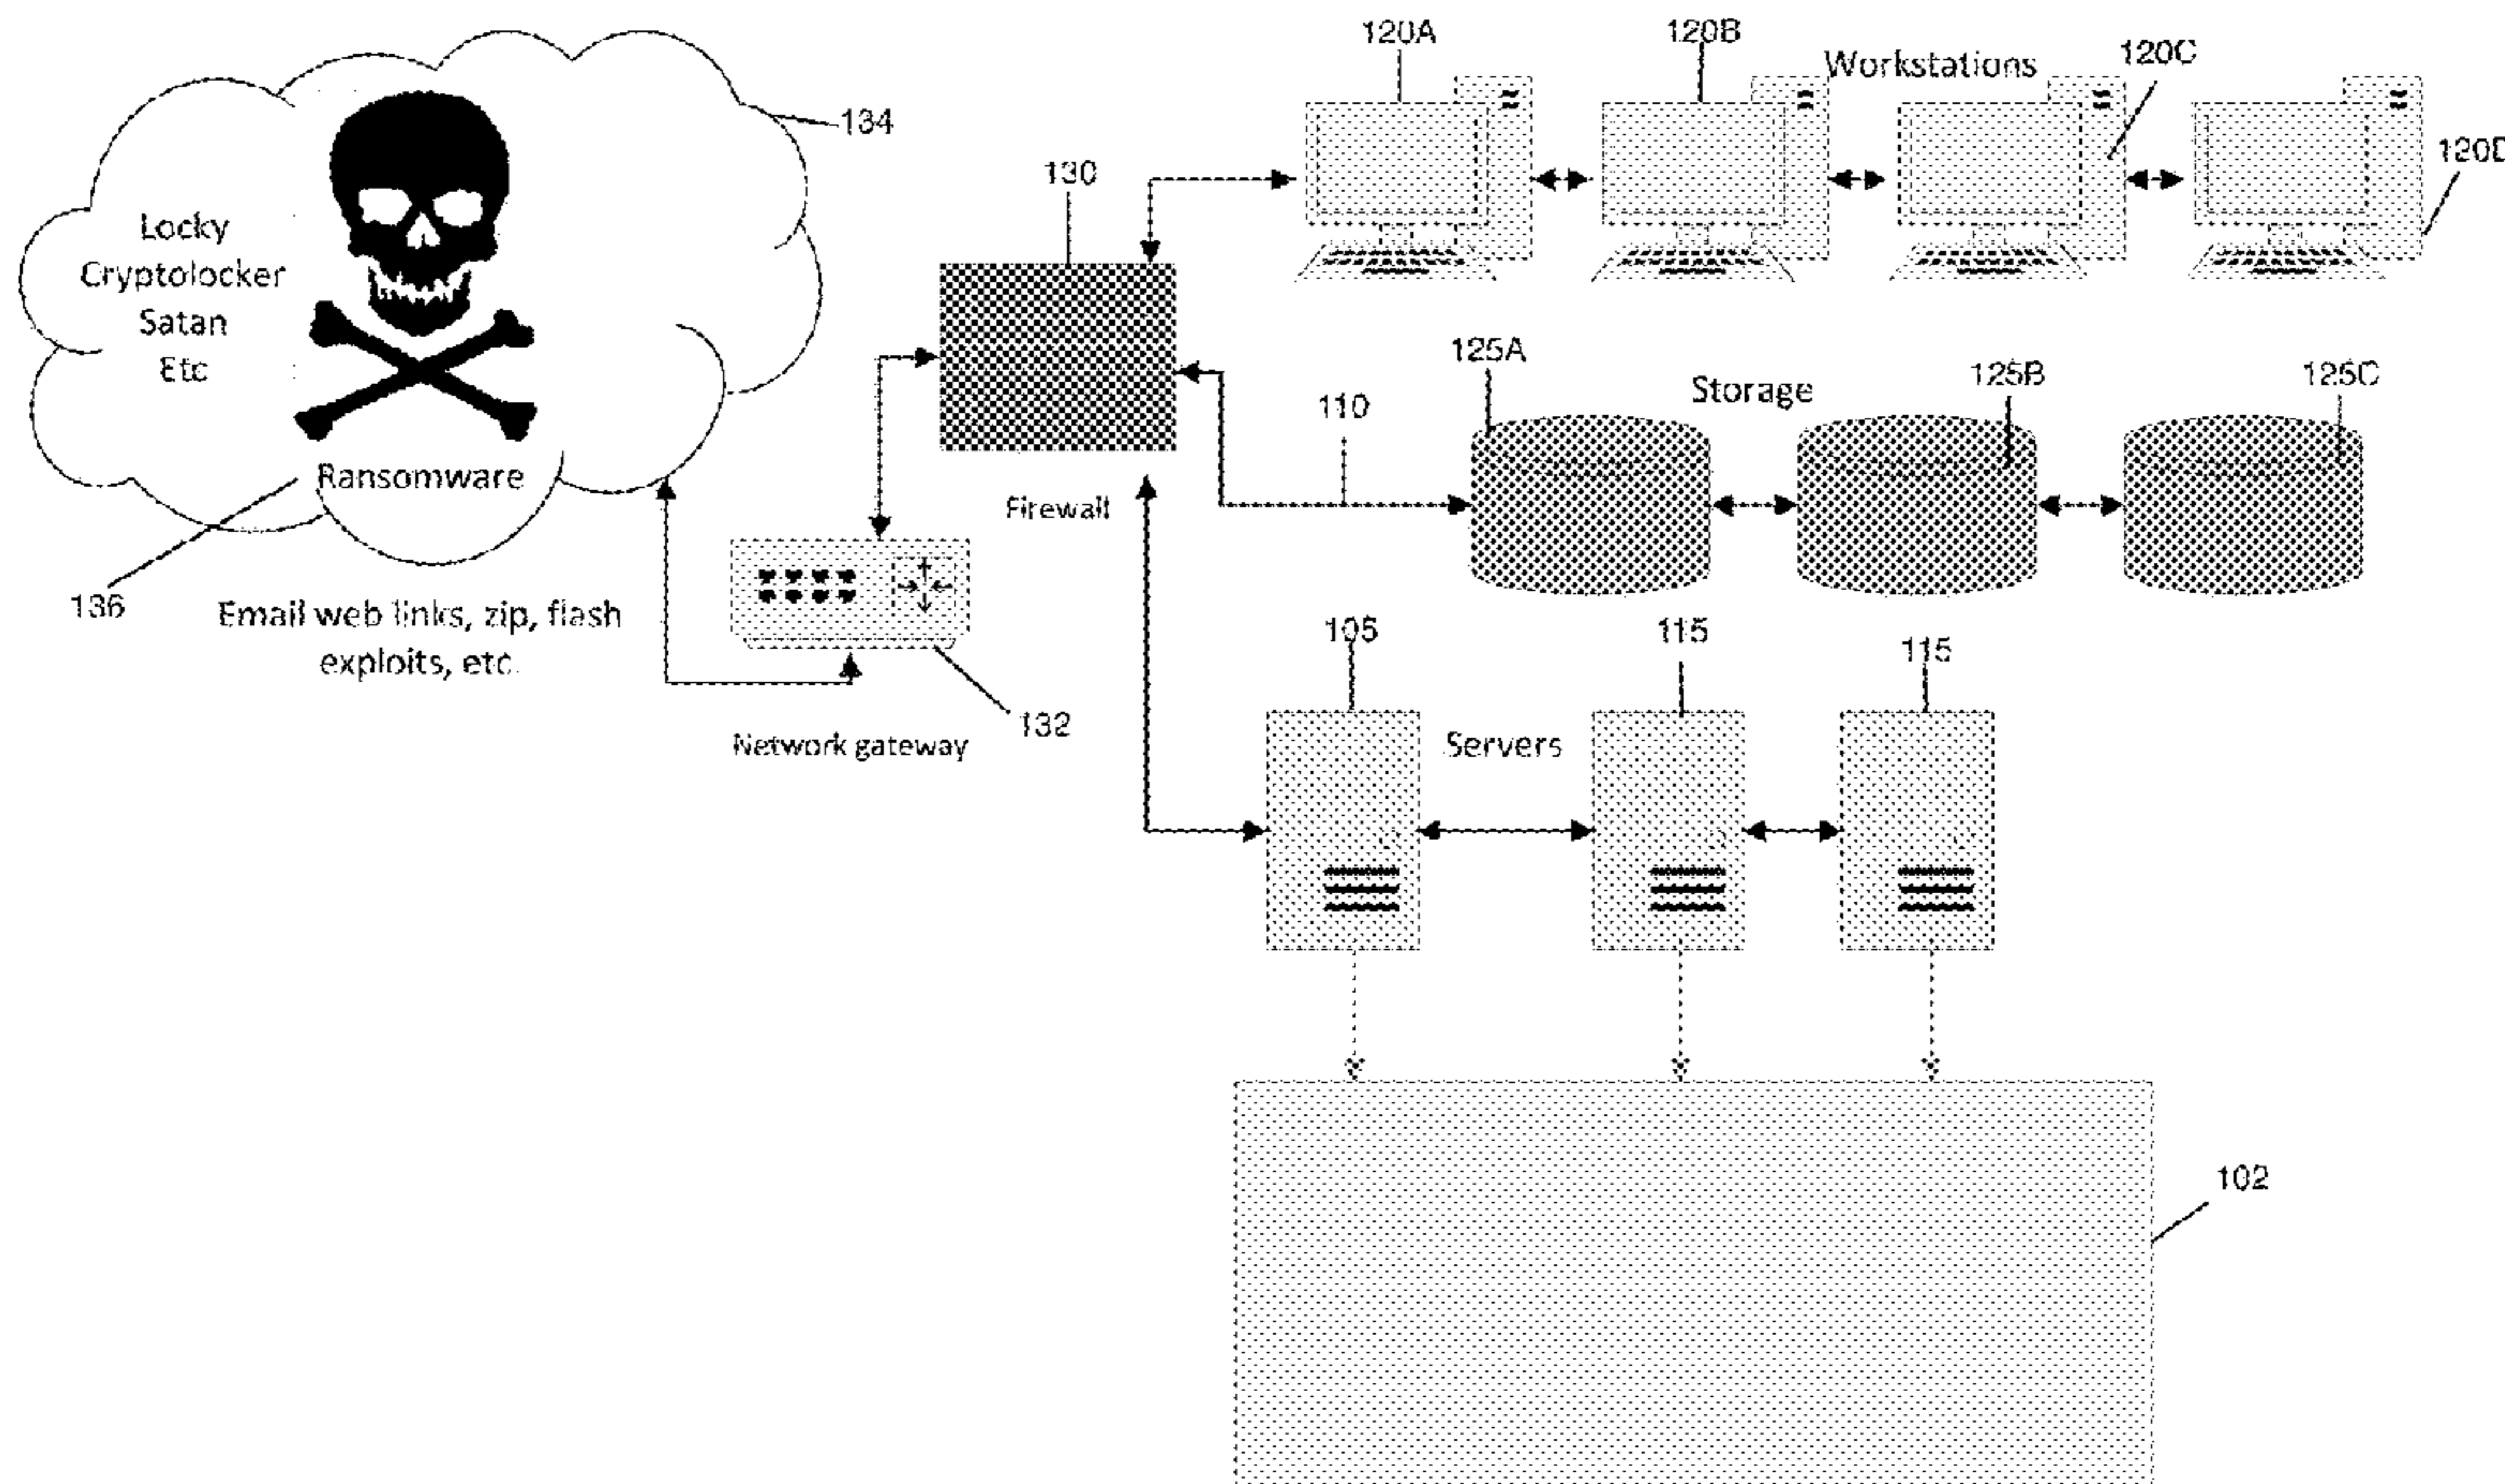 120A
120B
Workstations
120C
134
120D
130
Locky
Cryptolocker
Satan
Etc
125A
Storage
125B
125C
110
Ransomware
Firewall
136
Email web links, zip, flash
exploits, etc.
105
115
115
132
Network gateway
Servers
102